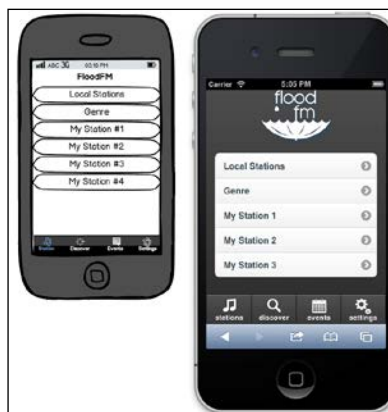 ABC 3G 03:10 PM
FloodFM
Local Stations
Genre
My Station #1
My Station #2
My Station #3
My Station #4
Station Discover Events Settings
Carrier 5:05 PM
flood
.fm
Local Stations
Genre
My Station 1
My Station 2
My Station 3
stations discover events settings